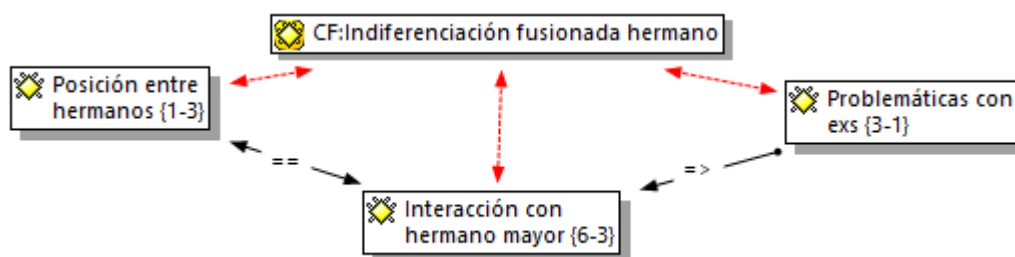 CF:Indiferenciación fusionada hermano
Posición entre
hermanos {1-3}
Problemáticas con
exs {3-1}
==
=>
Interacción con
hermano mayor {6-3}